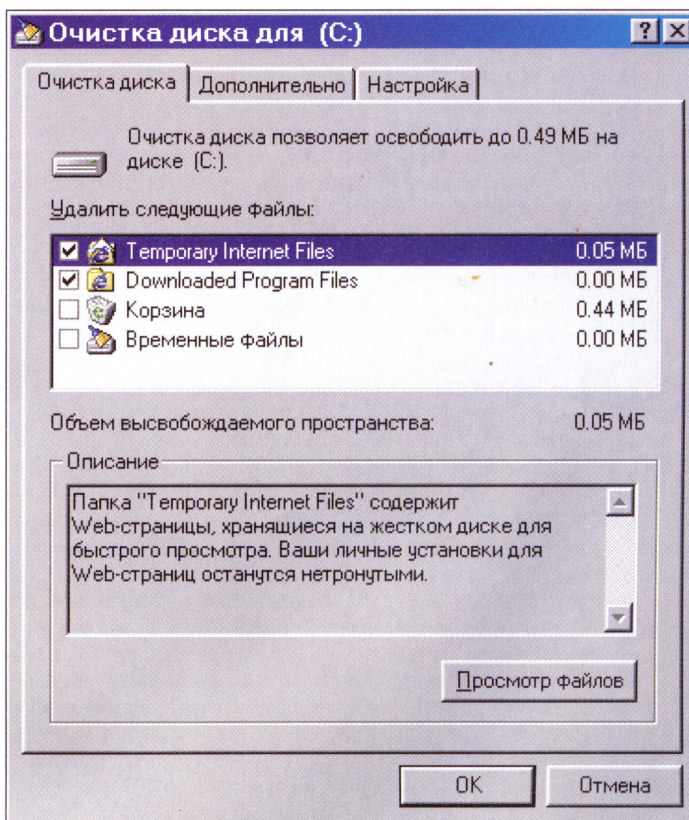 Очистка диска для (C:)
Очистка диска Дополнительно Настройка
Очистка диска позволяет освободить до 0.49 МБ на
диске (C:).
Удалить следующие файлы:
Temporary Internet Files 0.05 МБ
Downloaded Program Files 0.00 МБ
Корзина 0.44 МБ
Временные файлы 0.00 МБ
Объем высвобождаемого пространства: 0.05 МБ
Описание
Папка "Temporary Internet Files" содержит
Web-страницы, хранящиеся на жестком диске для
быстрого просмотра. Ваши личные установки для
Web-страниц останутся нетронутыми.
Просмотр файлов
OK Отмена